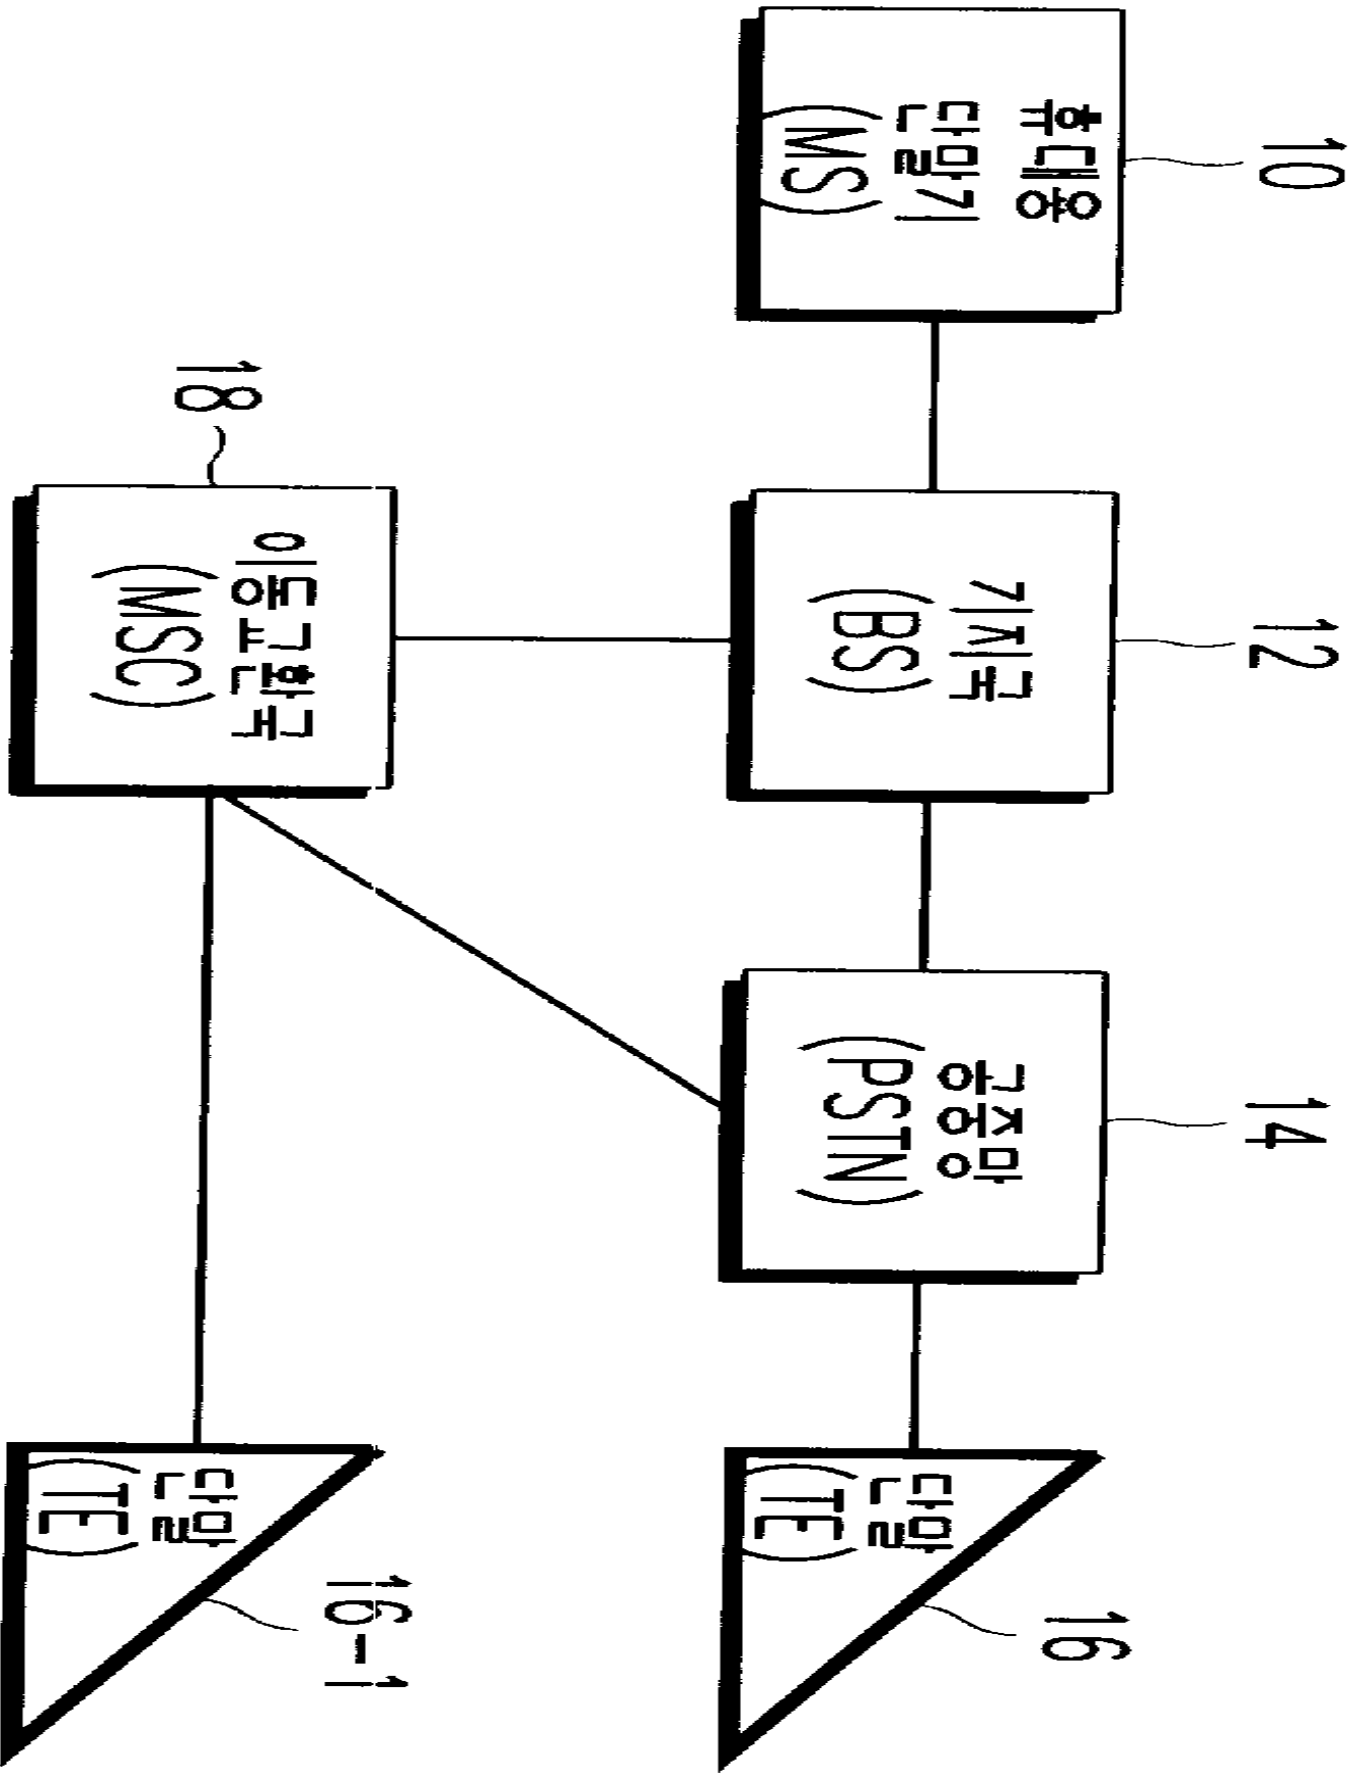 10
휴대용
단말기
(MS)
12
기지국
(BS)
14
공중망
(PSTN)
16
단말
(TE)
18
이동교환국
(MSC)
16-1
단말
(TE)